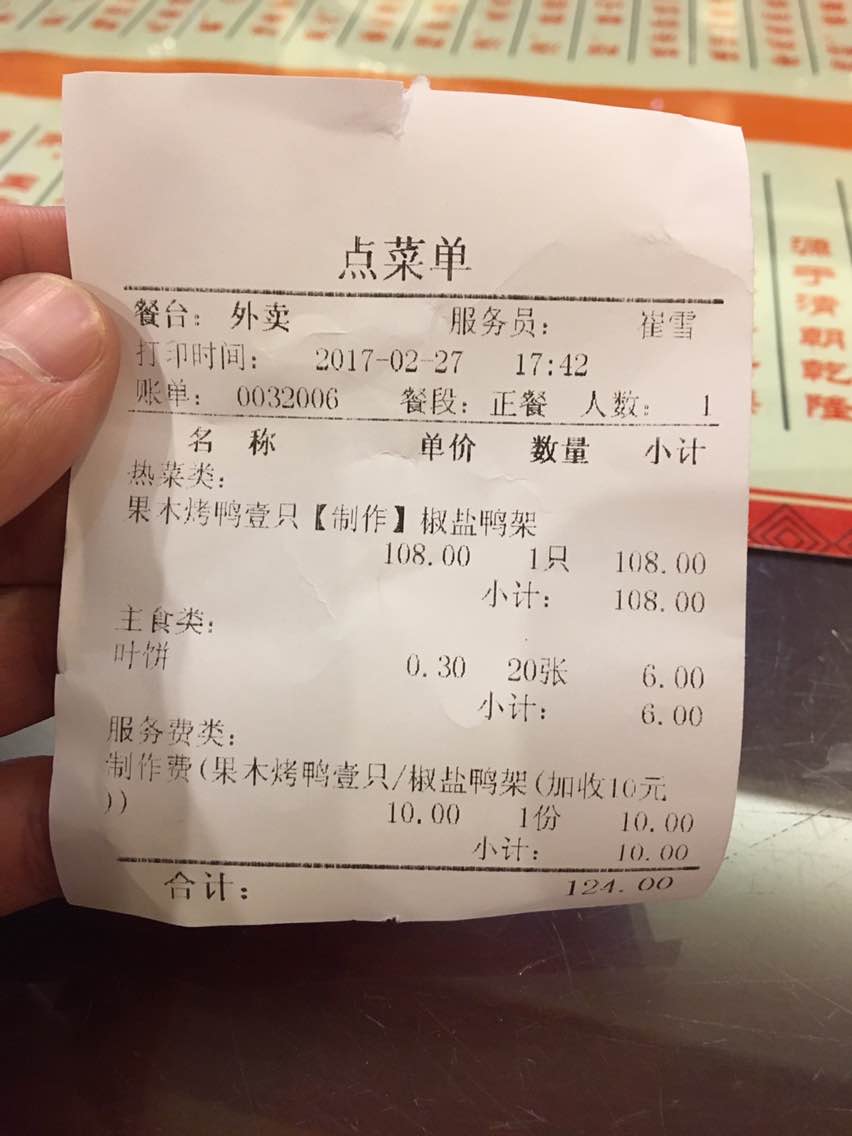 点菜单
餐台: 外卖 服务员: 崔雪
打印时间: 2017-02-27 17:42
账单: 0032006 餐段: 正餐 人数: 1
名 称 单价 数量 小计
热菜类:
果木烤鸭壹只【制作】椒盐鸭架
108.00 1只 108.00
小计: 108.00
主食类:
叶饼
0.30 20张 6.00
小计: 6.00
服务费类:
制作费(果木烤鸭壹只/椒盐鸭架(加收10元
))
10.00 1份 10.00
小计: 10.00
合计: 124.00
源于清朝乾隆